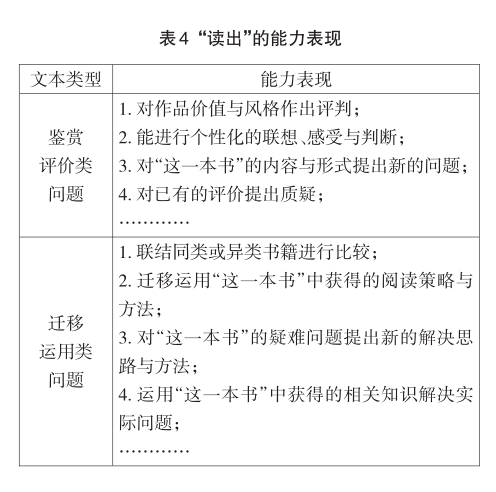 表4 “读出”的能力表现
文本类型
能力表现
鉴赏
评价类
问题
1. 对作品价值与风格作出评判；
2. 能进行个性化的联想、感受与判断；
3. 对“这一本书”的内容与形式提出新的问题；
4. 对已有的评价提出质疑；
…………
迁移
运用类
问题
1. 联结同类或异类书籍进行比较；
2. 迁移运用“这一本书”中获得的阅读策略与
方法；
3. 对“这一本书”的疑难问题提出新的解决思
路与方法；
4. 运用“这一本书”中获得的相关知识解决实
际问题；
…………